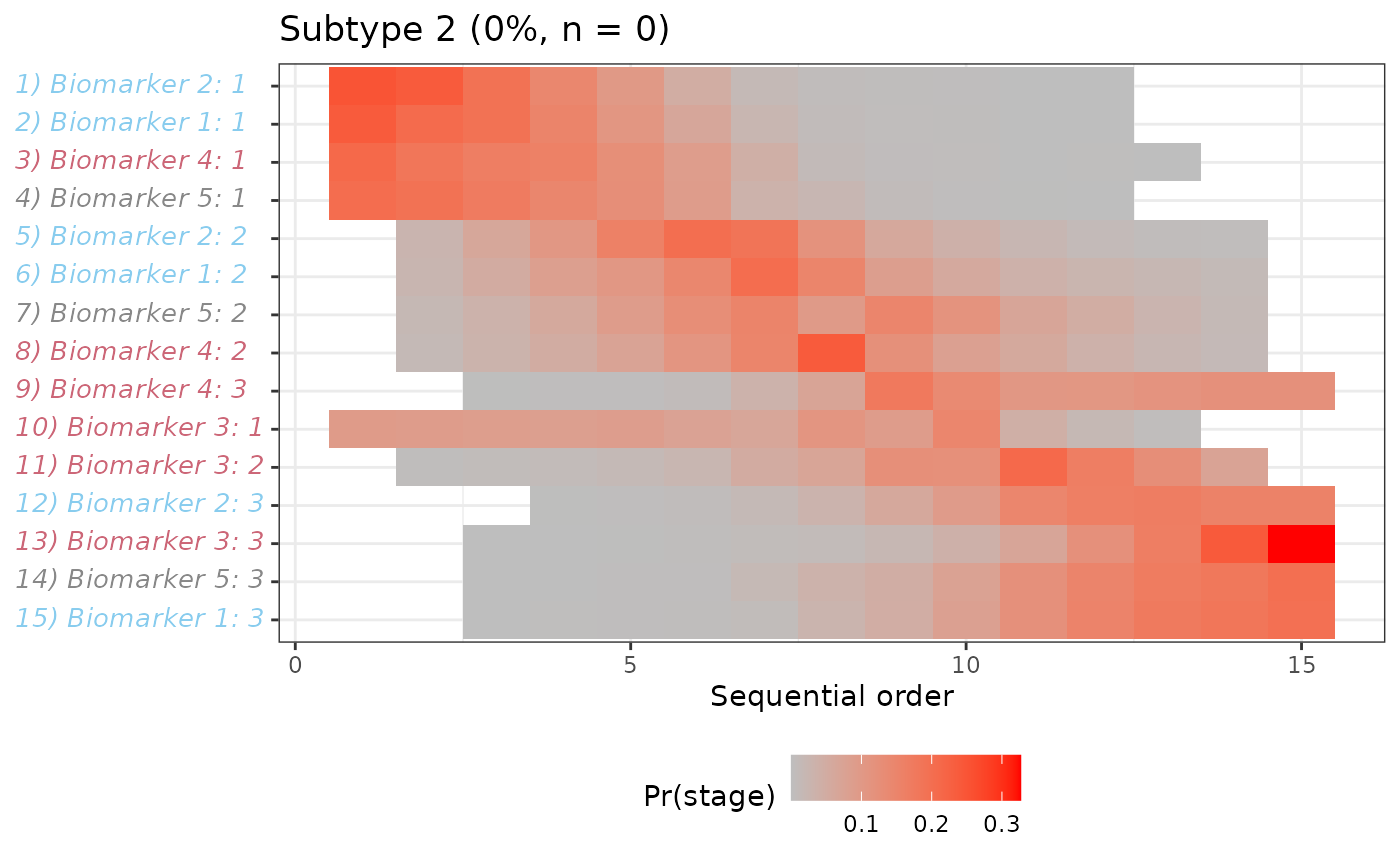 Subtype 2 (0%, n = 0)
1) Biomarker 2: 1
2) Biomarker 1: 1
3) Biomarker 4: 1
4) Biomarker 5: 1
5) Biomarker 2: 2
6) Biomarker 1: 2
7) Biomarker 5: 2
8) Biomarker 4: 2
9) Biomarker 4: 3
10) Biomarker 3: 1
11) Biomarker 3: 2
12) Biomarker 2: 3
13) Biomarker 3: 3
14) Biomarker 5: 3
15) Biomarker 1: 3
0 5 10 15
Sequential order
Pr(stage)
0.1 0.2 0.3